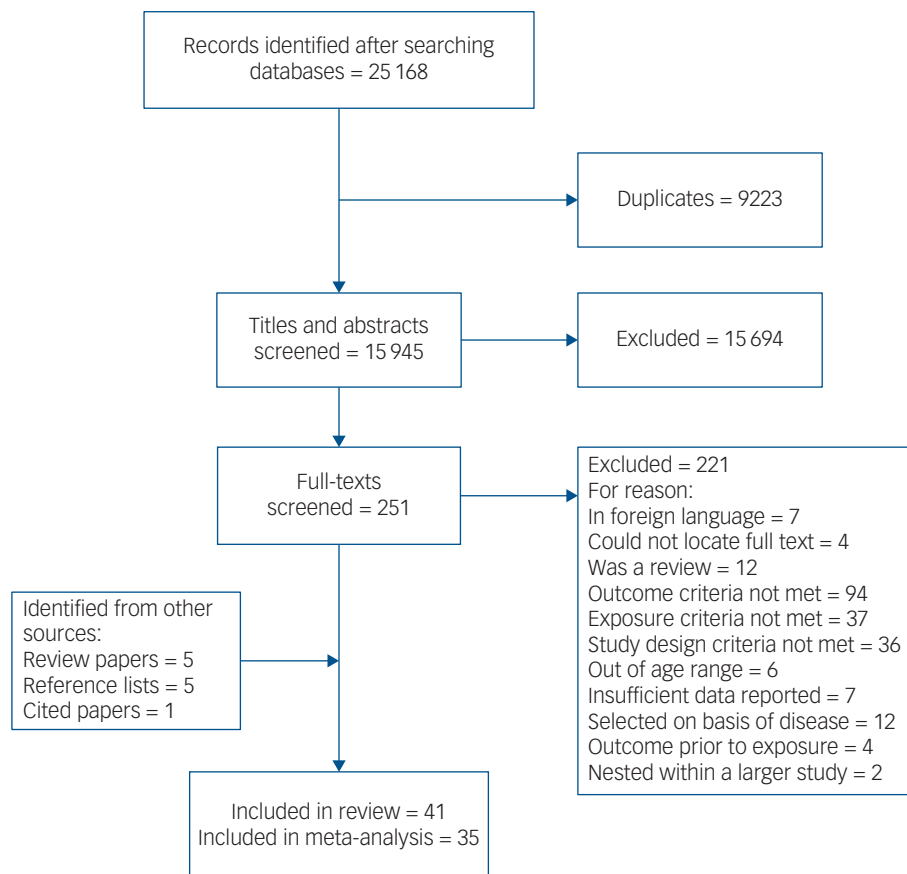 Records identified after searching
databases = 25 168
Duplicates = 9223
Titles and abstracts
screened = 15 945
Excluded = 15 694
Full-texts
screened = 251
Excluded = 221
For reason:
In foreign language = 7
Could not locate full text = 4
Was a review = 12
Outcome criteria not met = 94
Exposure criteria not met = 37
Study design criteria not met = 36
Out of age range = 6
Insufficient data reported = 7
Selected on basis of disease = 12
Outcome prior to exposure = 4
Nested within a larger study = 2
Identified from other
sources:
Review papers = 5
Reference lists = 5
Cited papers = 1
Included in review = 41
Included in meta-analysis = 35